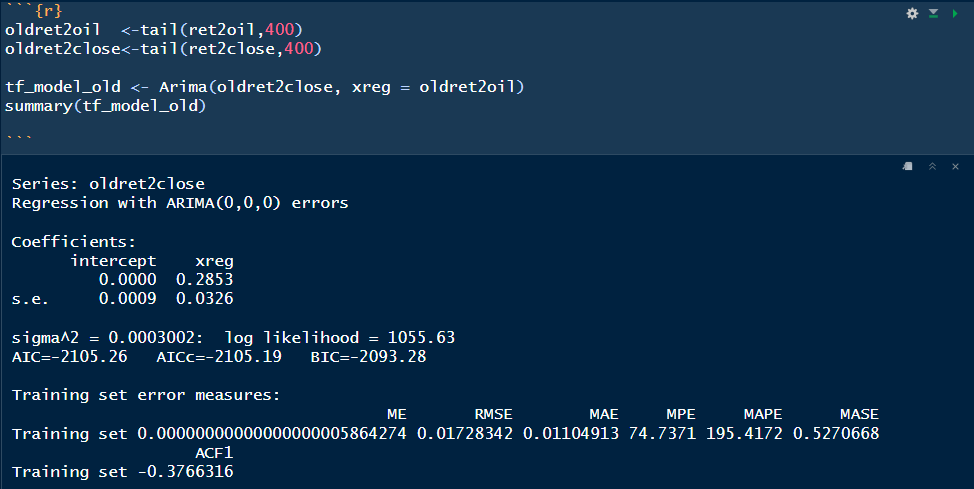 ```{r}
oldret2oil  <-tail(ret2oil,400)
oldret2close<-tail(ret2close,400)
tf_model_old <- Arima(oldret2close, xreg = oldret2oil)
summary(tf_model_old)
```
Series: oldret2close
Regression with ARIMA(0,0,0) errors
Coefficients:
      intercept    xreg
         0.0000  0.2853
s.e.     0.0009  0.0326
sigma^2 = 0.0003002:  log likelihood = 1055.63
AIC=-2105.26   AICc=-2105.19   BIC=-2093.28
Training set error measures:
                                      ME       RMSE        MAE     MPE     MAPE      MASE
Training set 0.00000000000000000005864274 0.01728342 0.01104913 74.7371 195.4172 0.5270668
                   ACF1
Training set -0.3766316